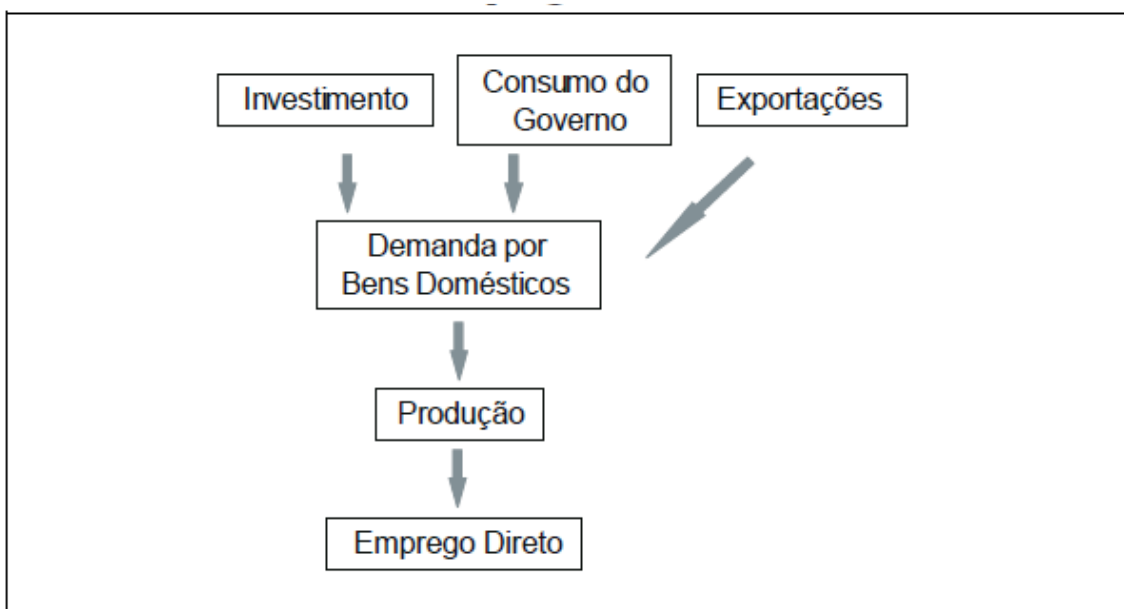 Investimento
Consumo do
Governo
Exportações
Demanda por
Bens Domésticos
Produção
Emprego Direto